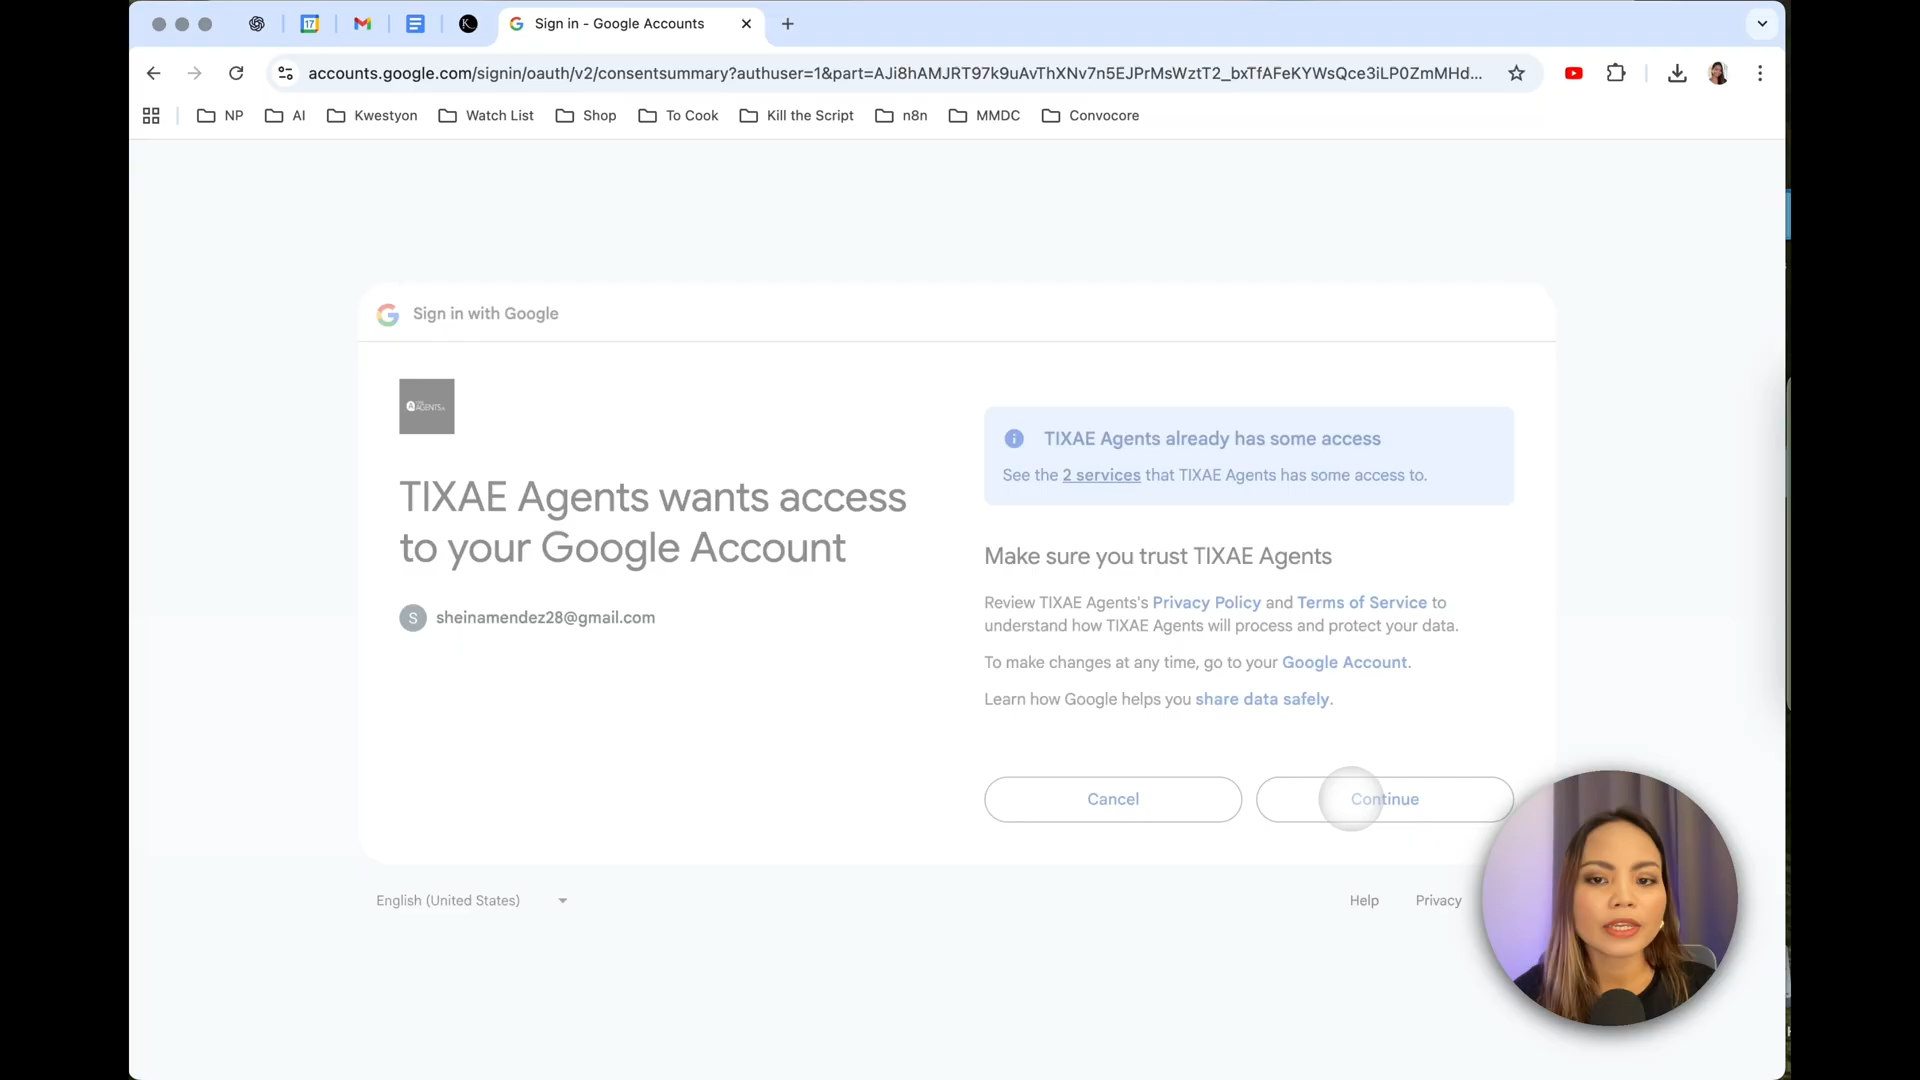 17
K
Sign in - Google Accounts
accounts.google.com/signin/oauth/v2/consentsummary?authuser=1&part=AJi8hAMJRT97k9uAvThXNv7n5EJPrMsWztT2_bxTfAFeKYWsQce3iLP0ZmMHd...
NP
AI
Kwestyon
Watch List
Shop
To Cook
Kill the Script
n8n
MMDC
Convocore
Sign in with Google
AGENTS
TIXAE Agents wants access
to your Google Account
S
sheinamendez28@gmail.com
TIXAE Agents already has some access
See the 2 services that TIXAE Agents has some access to.
Make sure you trust TIXAE Agents
Review TIXAE Agents's Privacy Policy and Terms of Service to
understand how TIXAE Agents will process and protect your data.
To make changes at any time, go to your Google Account.
Learn how Google helps you share data safely.
Cancel
Continue
English (United States)
Help
Privacy